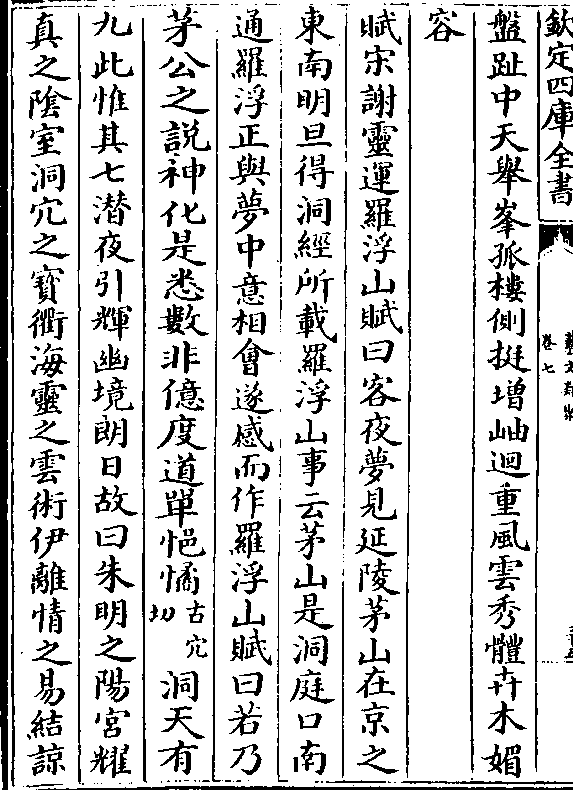 欽定四庫全書
藝文類聚
卷七
盤趾中天舉峯孤樓側挺増岫迴重風雲秀體卉木媚
容
賦宋謝靈運羅浮山賦曰客夜夢見延陵茅山在京之
東南明旦得洞經所載羅浮山事云茅山是洞庭口南
通羅浮正與夢中意相會遂感而作羅浮山賦曰若乃
茅公之說神化是悉數非億度道單悒憰古穴切洞天有
九此惟其七潜夜引輝幽境朗日故曰朱明之陽宮耀
真之陰室洞穴之寳衢海靈之雲術伊離情之易結諒